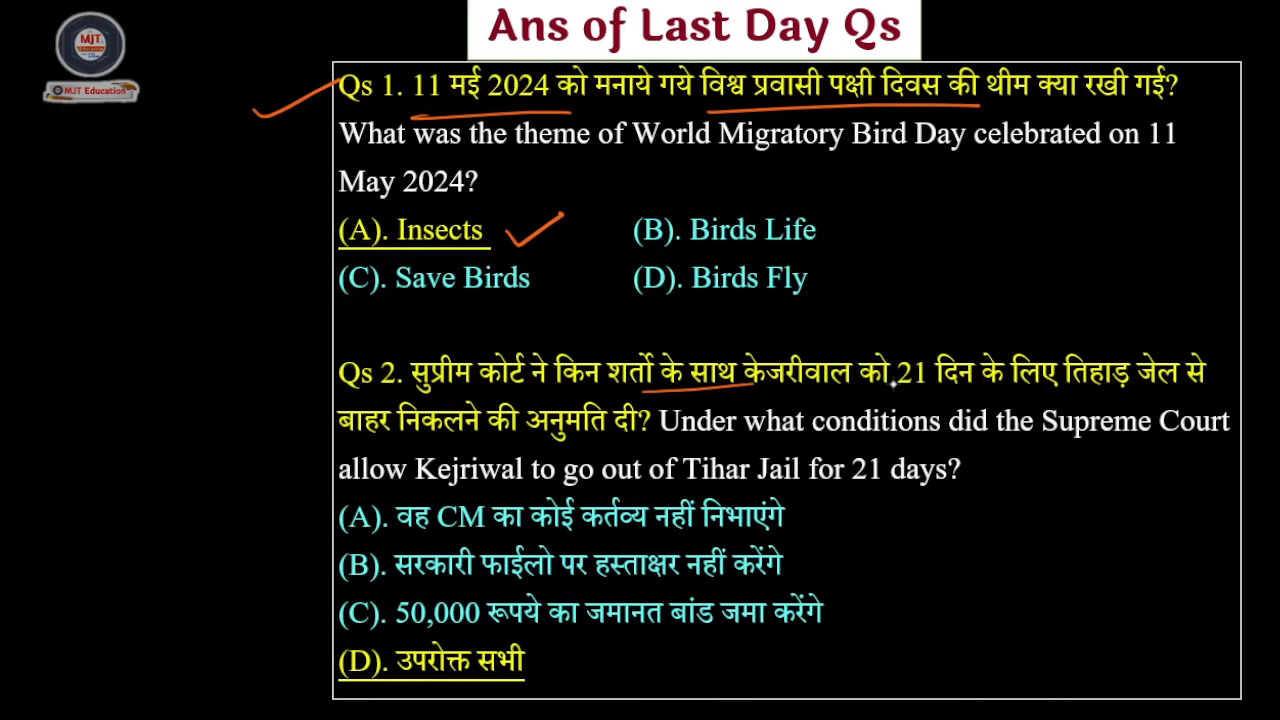 Ans of Last Day Qs
MJT
Education
MJT Education
Qs 1. 11 मई 2024 को मनाये गये विश्व प्रवासी पक्षी दिवस की थीम क्या रखी गई?
What was the theme of World Migratory Bird Day celebrated on 11
May 2024?
(A). Insects (B). Birds Life
(C). Save Birds (D). Birds Fly
Qs 2. सुप्रीम कोर्ट ने किन शर्तो के साथ केजरीवाल को 21 दिन के लिए तिहाड़ जेल से
बाहर निकलने की अनुमति दी? Under what conditions did the Supreme Court
allow Kejriwal to go out of Tihar Jail for 21 days?
(A). वह CM का कोई कर्तव्य नहीं निभाएंगे
(B). सरकारी फाईलो पर हस्ताक्षर नहीं करेंगे
(C). 50,000 रूपये का जमानत बांड जमा करेंगे
(D). उपरोक्त सभी